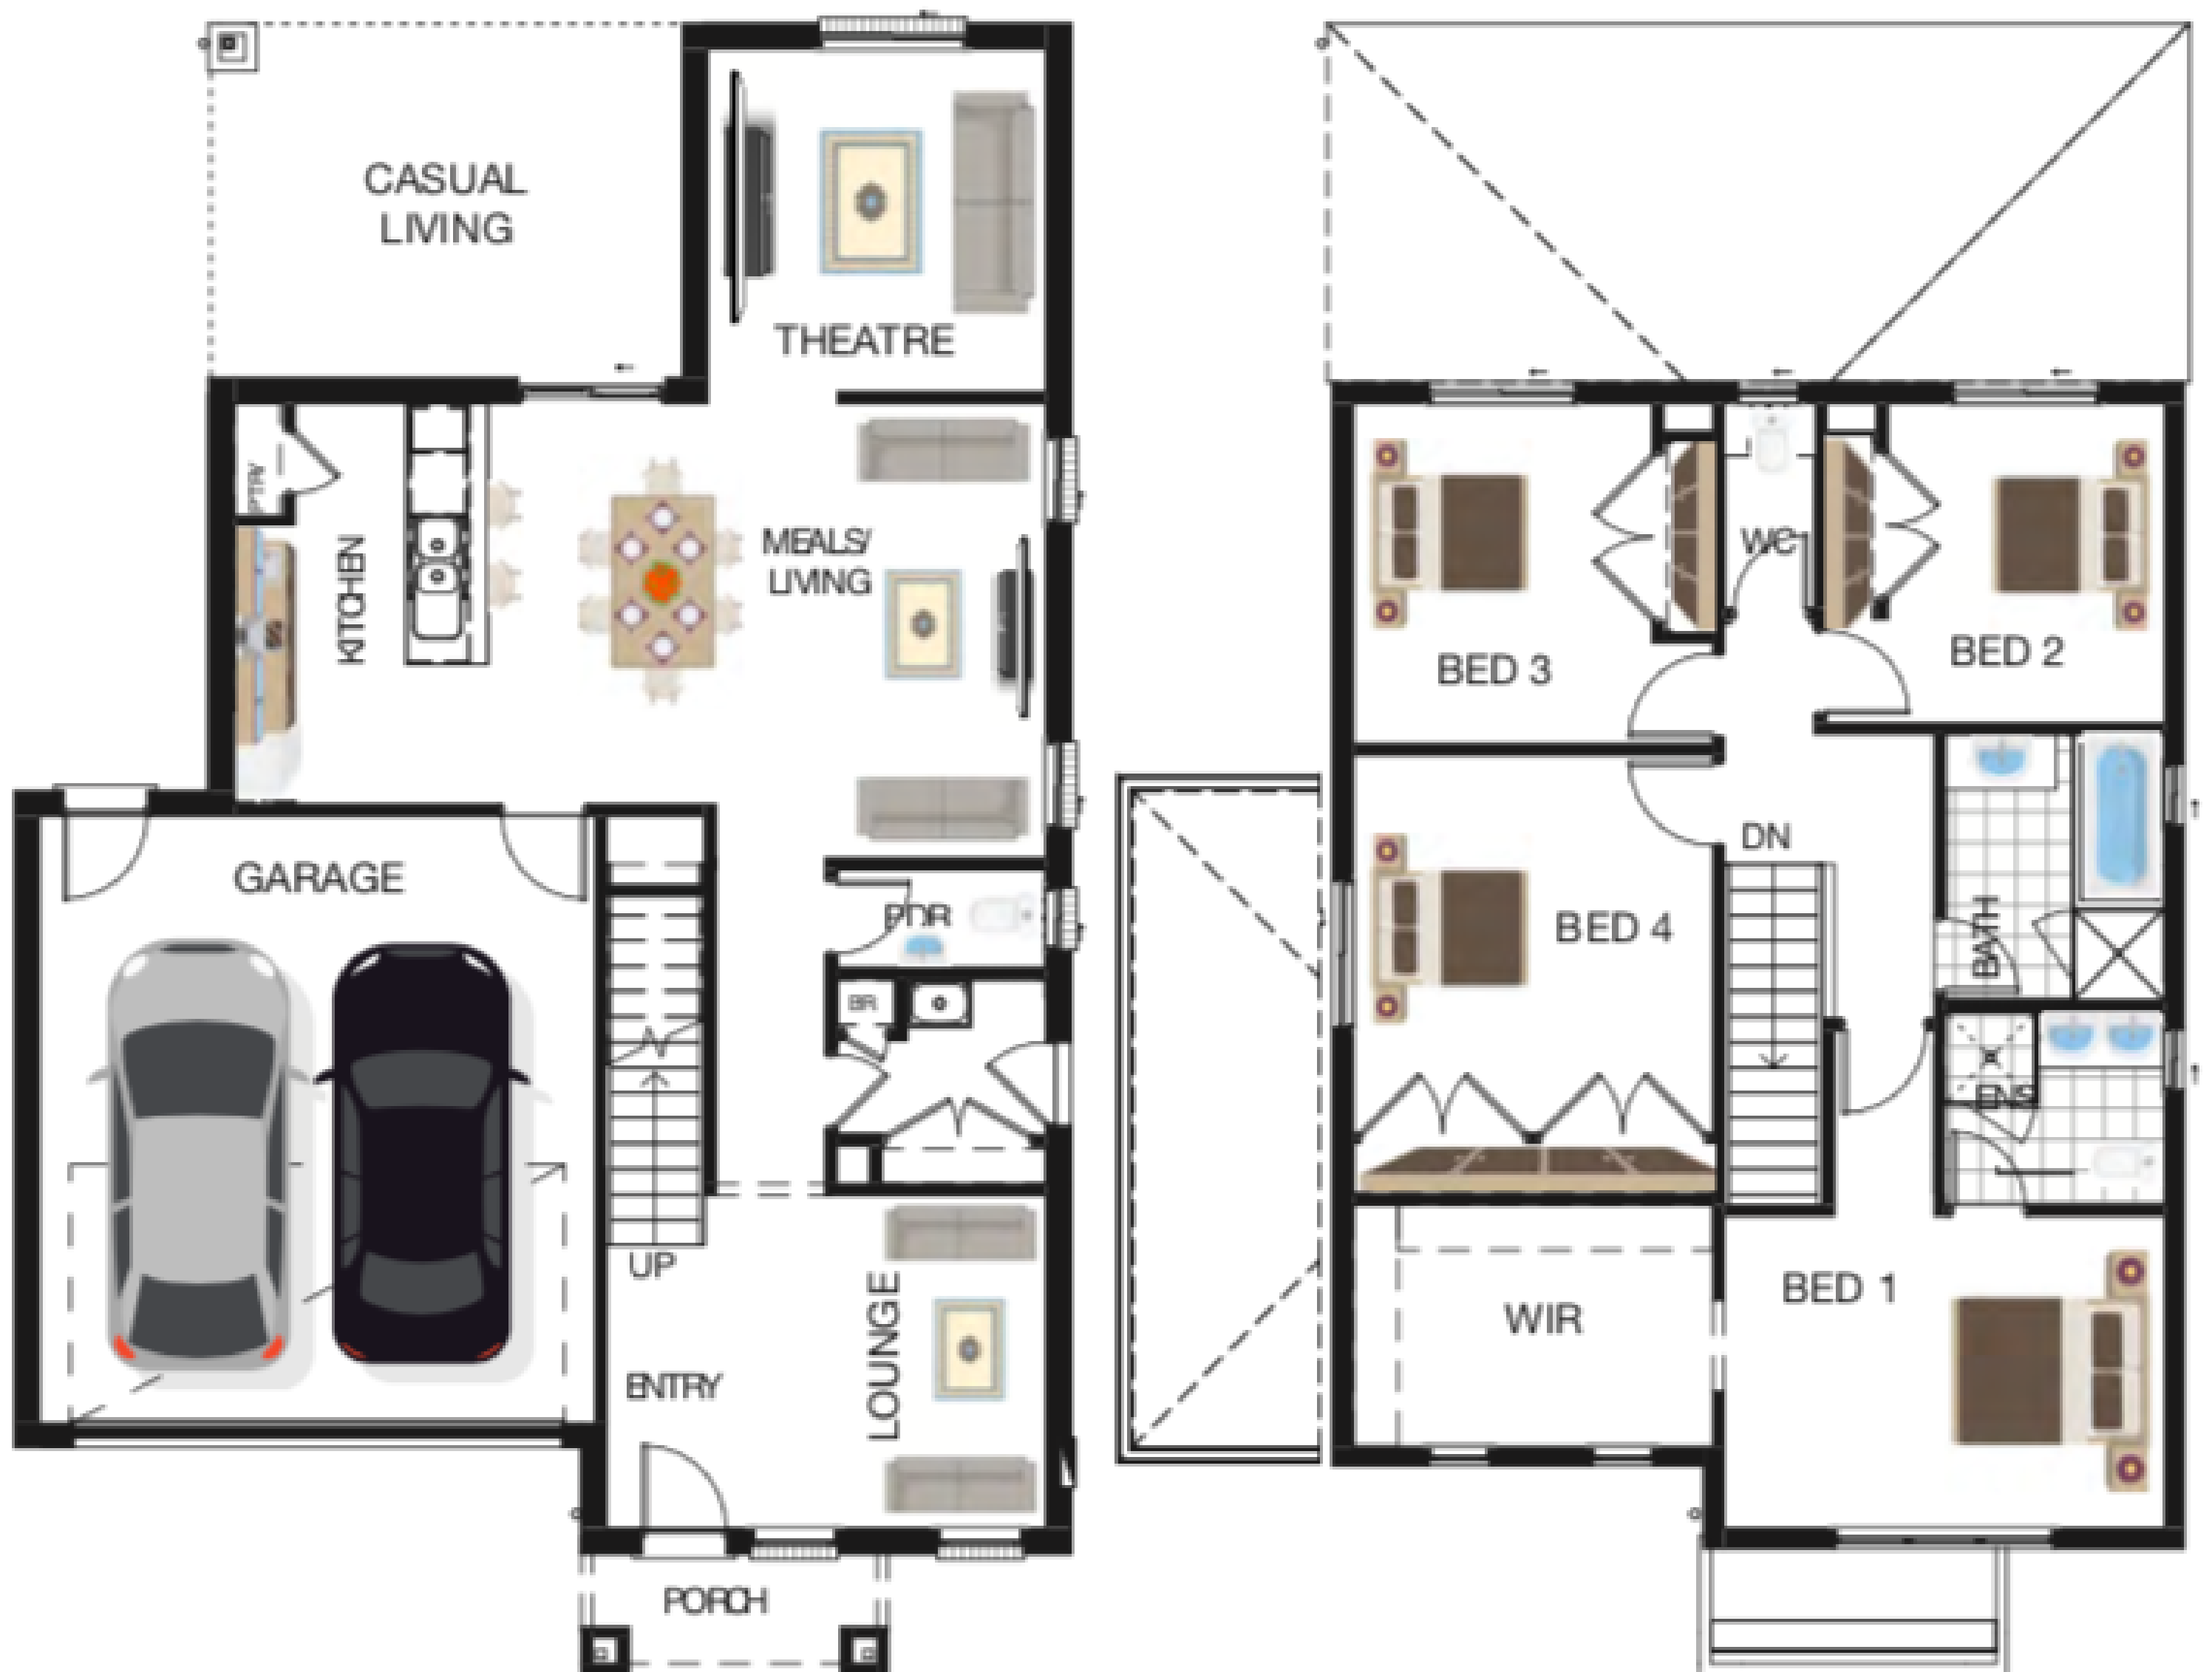 CASUAL
LIVING
THEATRE
PTRY
KITCHEN
MEALS/
LIVING
GARAGE
PDR
BR
UP
LOUNGE
ENTRY
PORCH
WC
BED 3
BED 2
DN
BED 4
BATH
ENS
BED 1
WIR